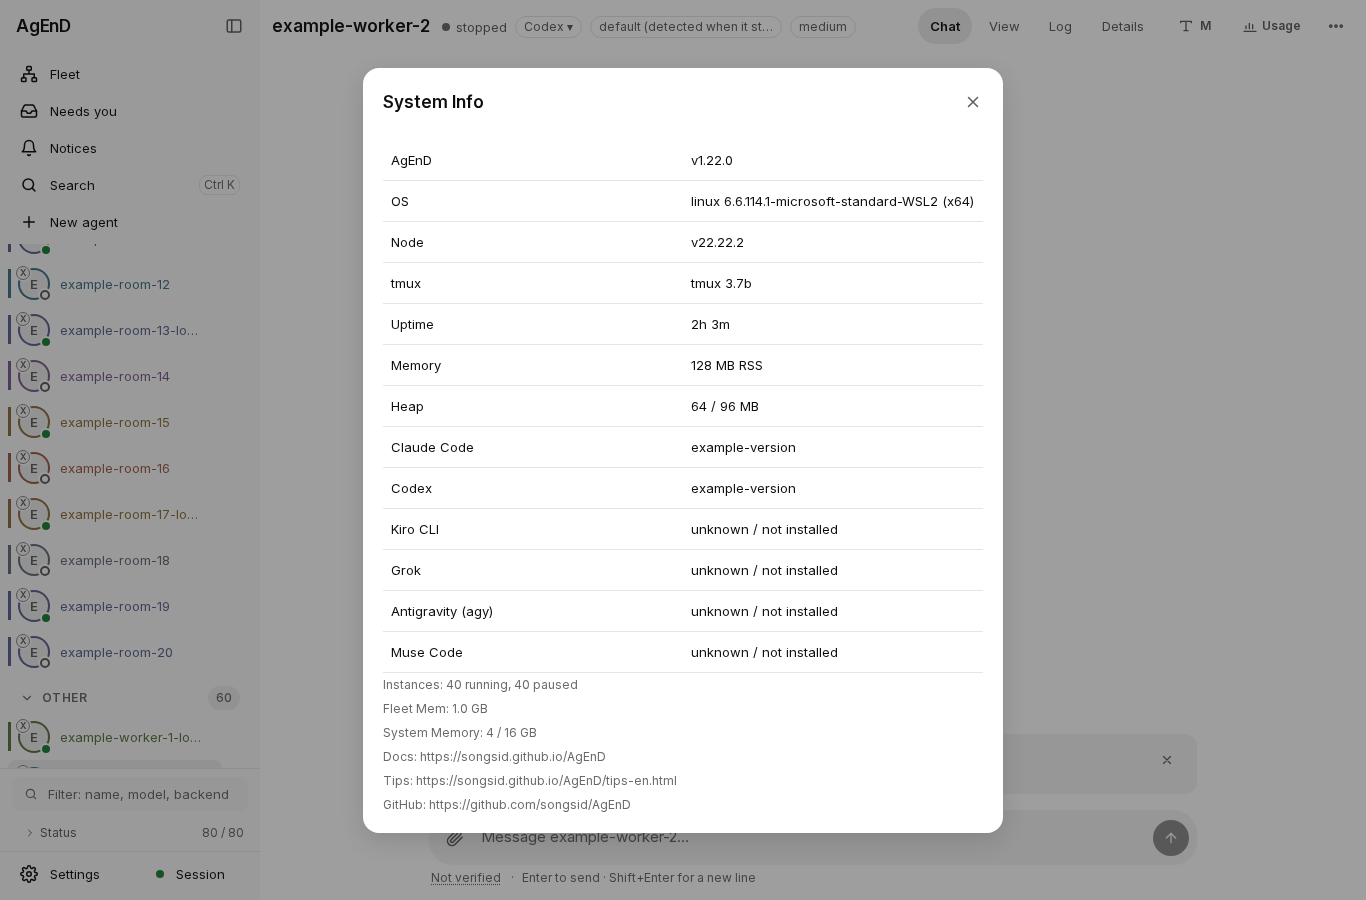 AgEnD
Fleet
Needs you
Notices
Search
Ctrl K
New agent
X
E
example-room-12
X
E
example-room-13-lo...
X
E
example-room-14
X
E
example-room-15
X
E
example-room-16
X
E
example-room-17-lo...
X
E
example-room-18
X
E
example-room-19
X
E
example-room-20
OTHER
60
X
E
example-worker-1-lo...
Filter: name, model, backend
Status
80 / 80
Settings
Session
example-worker-2
stopped
Codex ▾
default (detected when it st...
medium
Chat
View
Log
Details
M
Usage
System Info
AgEnD v1.22.0
OS linux 6.6.114.1-microsoft-standard-WSL2 (x64)
Node v22.22.2
tmux tmux 3.7b
Uptime 2h 3m
Memory 128 MB RSS
Heap 64 / 96 MB
Claude Code example-version
Codex example-version
Kiro CLI unknown / not installed
Grok unknown / not installed
Antigravity (agy) unknown / not installed
Muse Code unknown / not installed
Instances: 40 running, 40 paused
Fleet Mem: 1.0 GB
System Memory: 4 / 16 GB
Docs: https://songsid.github.io/AgEnD
Tips: https://songsid.github.io/AgEnD/tips-en.html
GitHub: https://github.com/songsid/AgEnD
Message example-worker-2...
Not verified · Enter to send · Shift+Enter for a new line